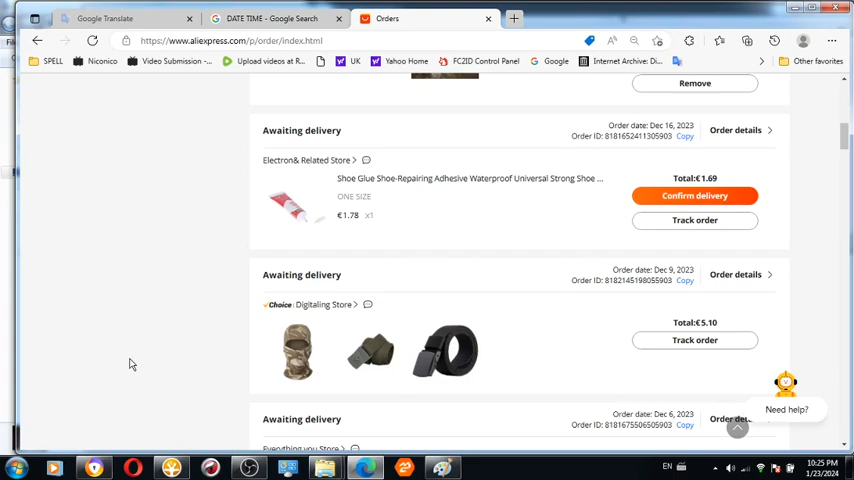 Google Translate
DATE TIME - Google Search
Orders
https://www.aliexpress.com/p/order/index.html
SPELL
Niconico
Video Submission -...
Upload videos at R...
UK
Yahoo Home
FC2ID Control Panel
Google
Internet Archive: Di...
Other favorites
Remove
Awaiting delivery
Order date: Dec 16, 2023
Order ID: 8181652411305903 Copy
Order details
Electron& Related Store
Shoe Glue Shoe-Repairing Adhesive Waterproof Universal Strong Shoe ...
ONE SIZE
€1.78 x1
Total:€1.69
Confirm delivery
Track order
Awaiting delivery
Order date: Dec 9, 2023
Order ID: 8182145198055903 Copy
Order details
Choice Digitaling Store
Total:€5.10
Track order
Need help?
Awaiting delivery
Order date: Dec 6, 2023
Order ID: 8181675506505903 Copy
Order det
Everything you Store
EN
10:25 PM
1/23/2024